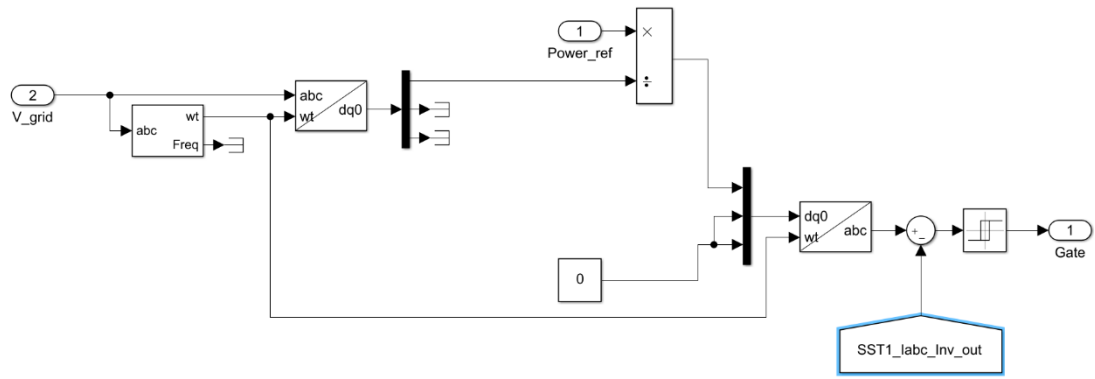 1
Power_ref
×
÷
2
V_grid
abc
wt
dq0
abc
wt
Freq
dq0
wt
abc
+
−
1
Gate
0
SST1_Iabc_Inv_out